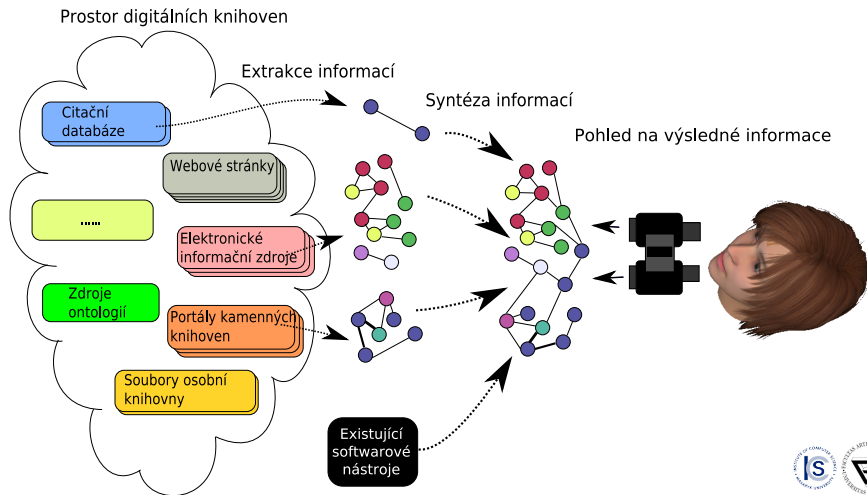 Prostor digitálních knihoven
Extrakce informací
Syntéza informací
Pohled na výsledné informace
Citační
databáze
Webové stránky
......
Elektronické
informační zdroje
Zdroje
ontologií
Portály kamenných
knihoven
Soubory osobní
knihovny
Existující
softwarové
nástroje